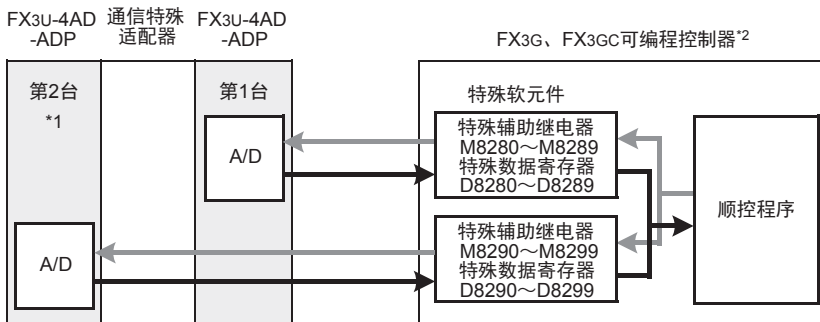 FX3U-4AD
-ADP
通信特殊
适配器
FX3U-4AD
-ADP
FX3G、FX3GC可编程控制器*2
第2台
*1
第1台
A/D
A/D
特殊软元件
特殊辅助继电器
M8280～M8289
特殊数据寄存器
D8280～D8289
特殊辅助继电器
M8290～M8299
特殊数据寄存器
D8290～D8299
顺控程序